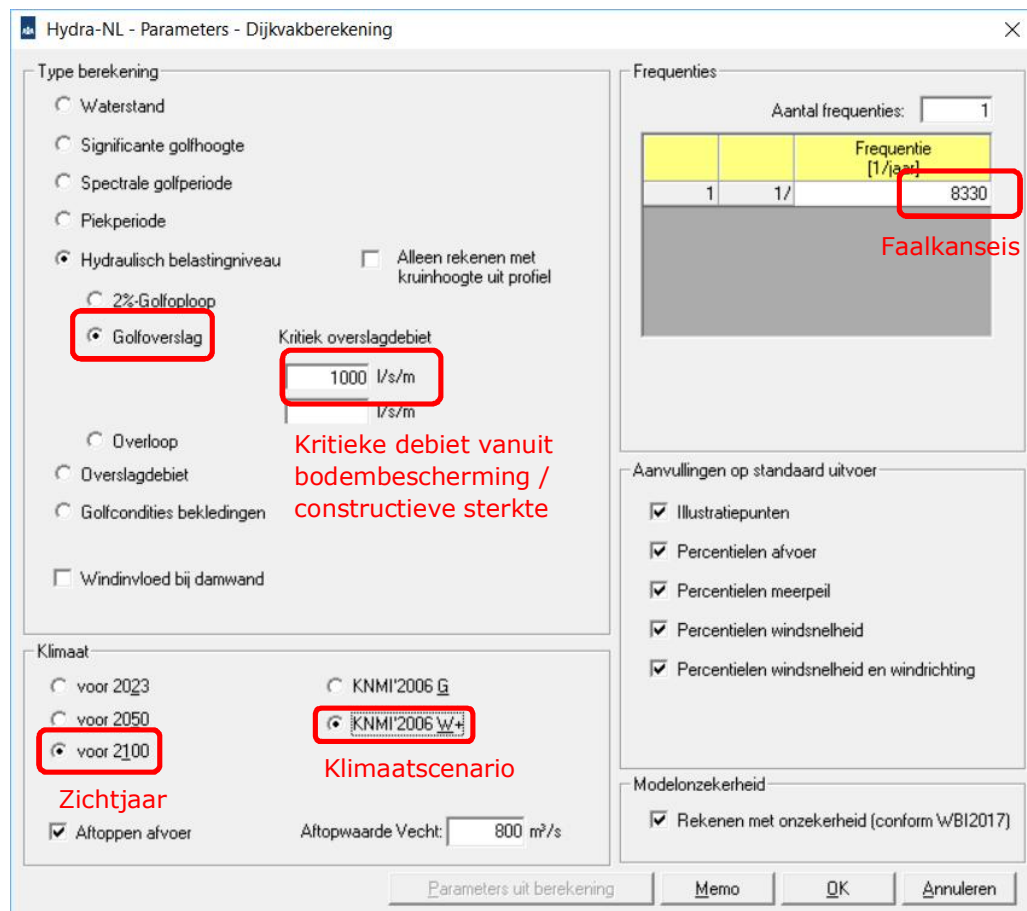 Hydra-NL - Parameters - Dijkvakberekening
Type berekening
Waterstand
Significante golfhoogte
Spectrale golfperiode
Piekperiode
Hydraulisch belastingniveau
Alleen rekenen met
kruinhoogte uit profiel
2%-Golfoploop
Golfoverslag
Kritiek overslagdebiet
1000 l/s/m
l/s/m
Overloop
Kritieke debiet vanuit
bodembescherming /
constructieve sterkte
Overslagdebiet
Golfcondities bekledingen
Windinvloed bij damwand
Klimaat
voor 2023
KNMI'2006 G
voor 2050
KNMI'2006 W+
voor 2100
Klimaatscenario
Zichtjaar
Aftoppen afvoer
Aftopwaarde Vecht: 800 m³/s
Frequenties
Aantal frequenties: 1
Frequentie
[1/jaar]
1 1/ 8330
Faalkanseis
Aanvullingen op standaard uitvoer
Illustratiepunten
Percentielen afvoer
Percentielen meerpeil
Percentielen windsnelheid
Percentielen windsnelheid en windrichting
Modelonzekerheid
Rekenen met onzekerheid (conform WBI2017)
Parameters uit berekening
Memo
OK
Annuleren